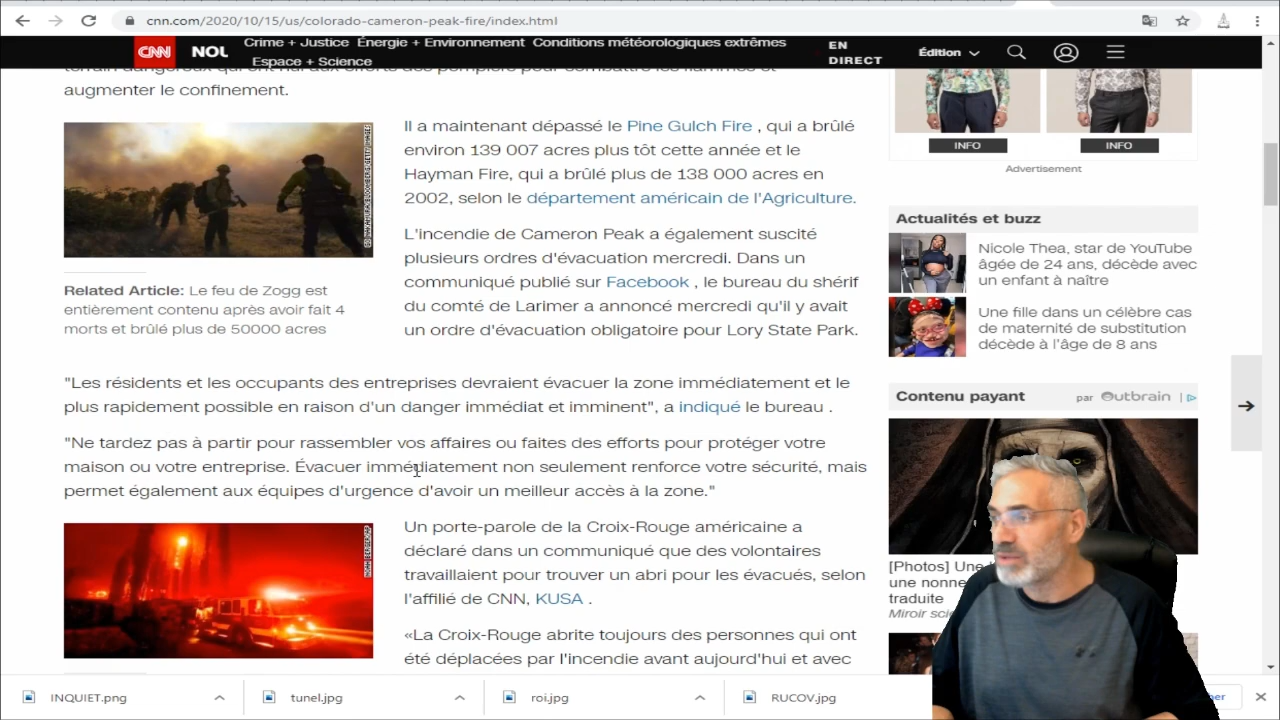 cnn.com/2020/10/15/us/colorado-cameron-peak-fire/index.html
CNN NOL Crime + Justice Énergie + Environnement Conditions météorologiques extrêmes
Espace + Science
EN
DIRECT
Édition
augmenter le confinement.
Il a maintenant dépassé le Pine Gulch Fire , qui a brûlé
environ 139 007 acres plus tôt cette année et le
Hayman Fire, qui a brûlé plus de 138 000 acres en
2002, selon le département américain de l'Agriculture.
L'incendie de Cameron Peak a également suscité
plusieurs ordres d'évacuation mercredi. Dans un
communiqué publié sur Facebook , le bureau du shérif
du comté de Larimer a annoncé mercredi qu'il y avait
un ordre d'évacuation obligatoire pour Lory State Park.
Related Article: Le feu de Zogg est
entièrement contenu après avoir fait 4
morts et brûlé plus de 50000 acres
"Les résidents et les occupants des entreprises devraient évacuer la zone immédiatement et le
plus rapidement possible en raison d'un danger immédiat et imminent", a indiqué le bureau .
"Ne tardez pas à partir pour rassembler vos affaires ou faites des efforts pour protéger votre
maison ou votre entreprise. Évacuer immédiatement non seulement renforce votre sécurité, mais
permet également aux équipes d'urgence d'avoir un meilleur accès à la zone."
NOAH BERGER/AP
Un porte-parole de la Croix-Rouge américaine a
déclaré dans un communiqué que des volontaires
travaillaient pour trouver un abri pour les évacués, selon
l'affilié de CNN, KUSA .
«La Croix-Rouge abrite toujours des personnes qui ont
été déplacées par l'incendie avant aujourd'hui et avec
INFO
INFO
Advertisement
Actualités et buzz
Nicole Thea, star de YouTube
âgée de 24 ans, décède avec
un enfant à naître
Une fille dans un célèbre cas
de maternité de substitution
décède à l'âge de 8 ans
Contenu payant
par Outbrain
[Photos] Une
une nonne
traduite
Miroir
INQUIET.png
tunel.jpg
roi.jpg
RUCOV.jpg